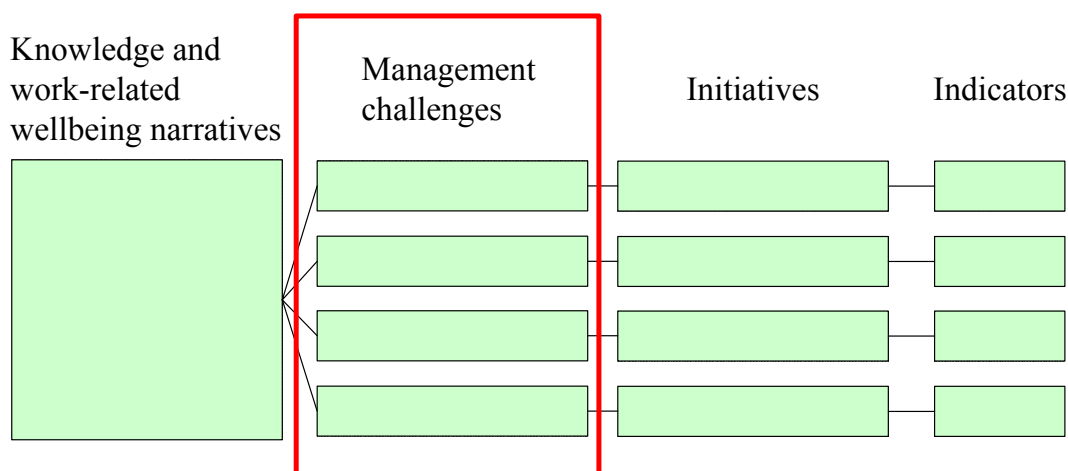 Knowledge and
work-related
wellbeing narratives
Management
challenges
Initiatives
Indicators